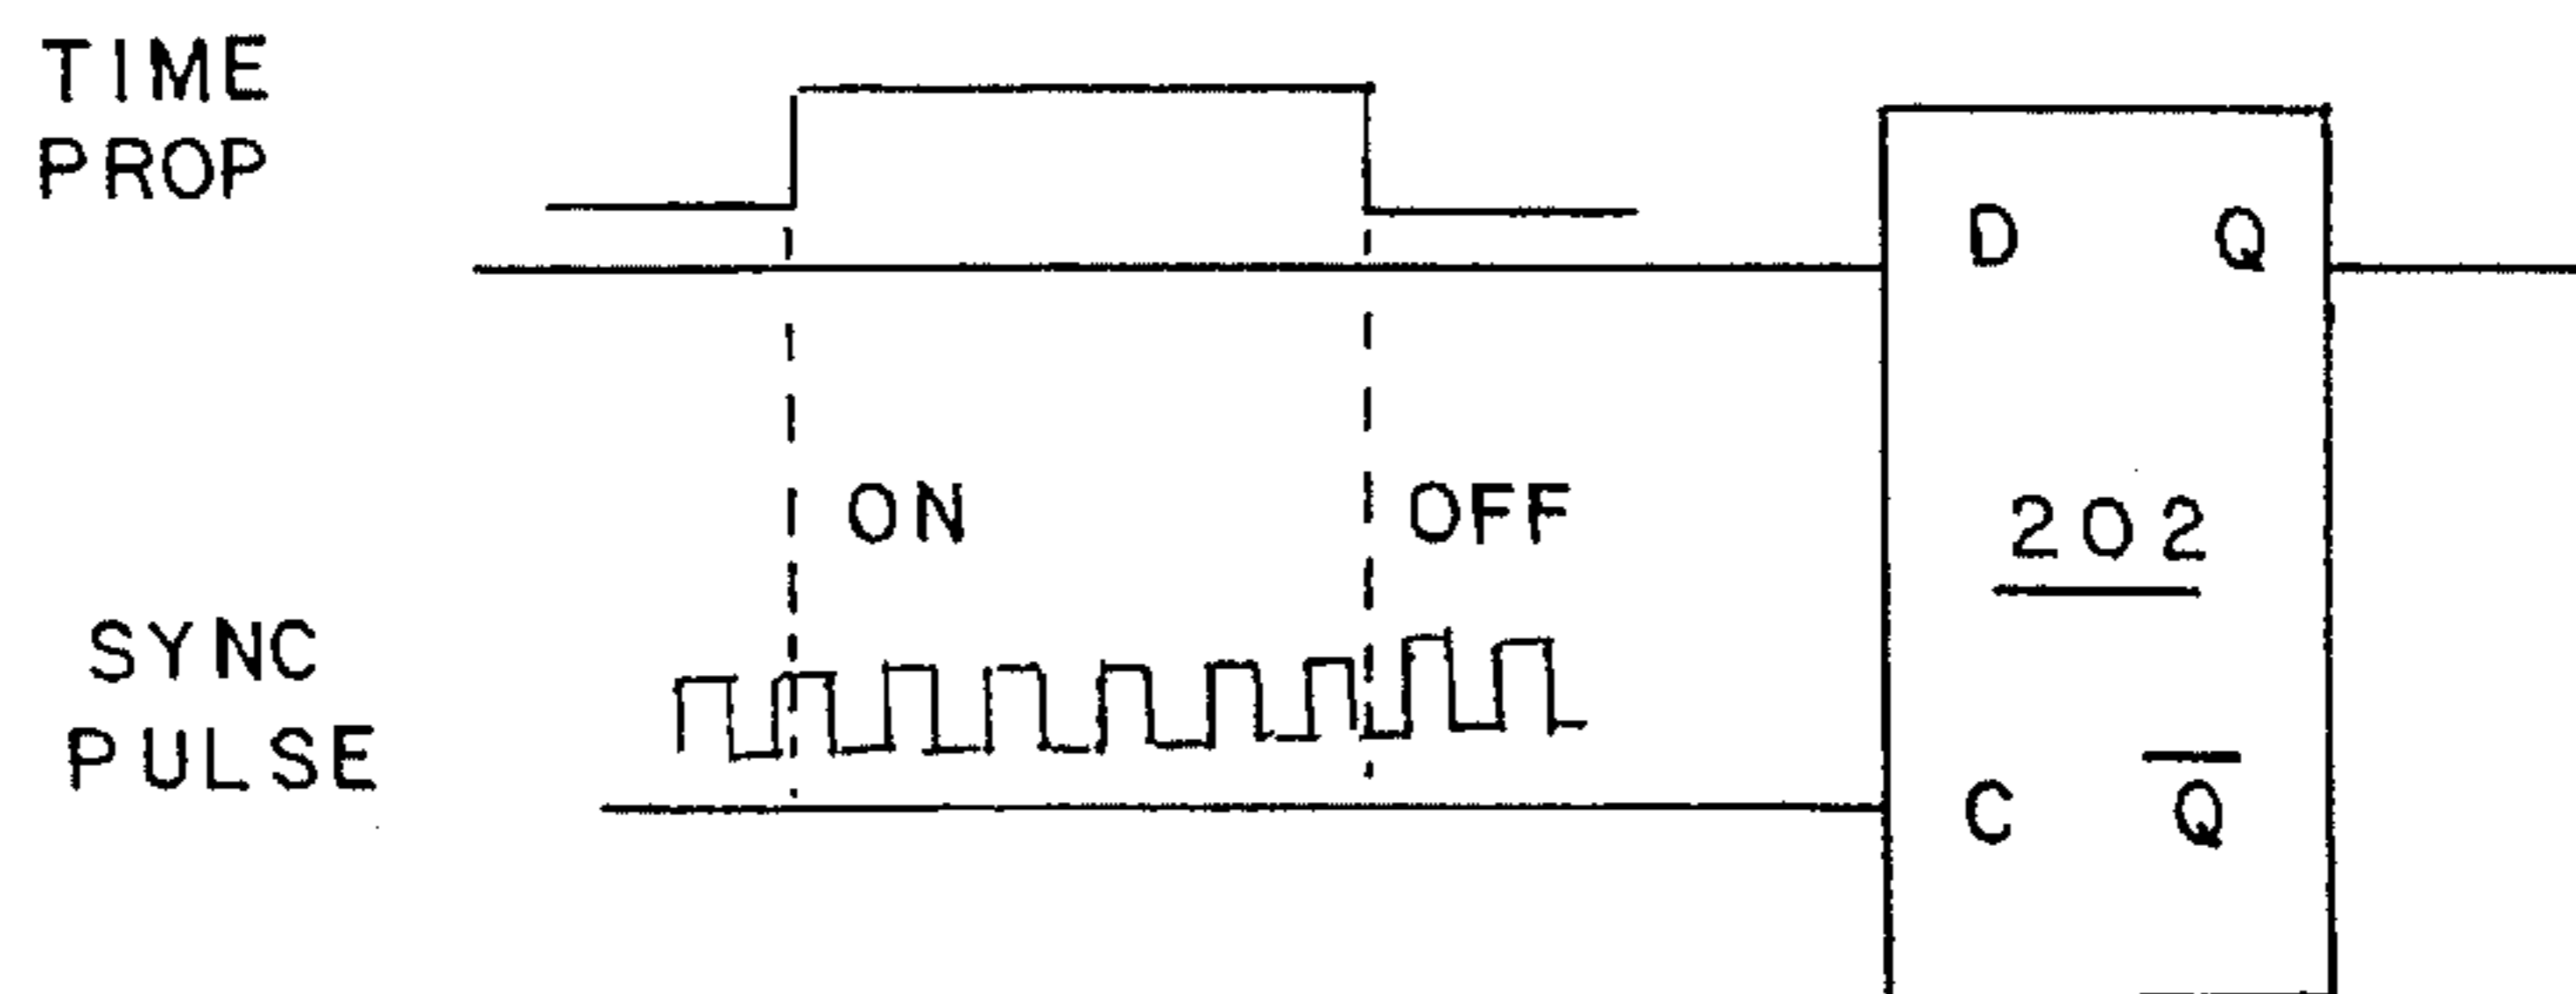 TIME
PROP
D Q
ON OFF
202
SYNC
PULSE
C Q̅